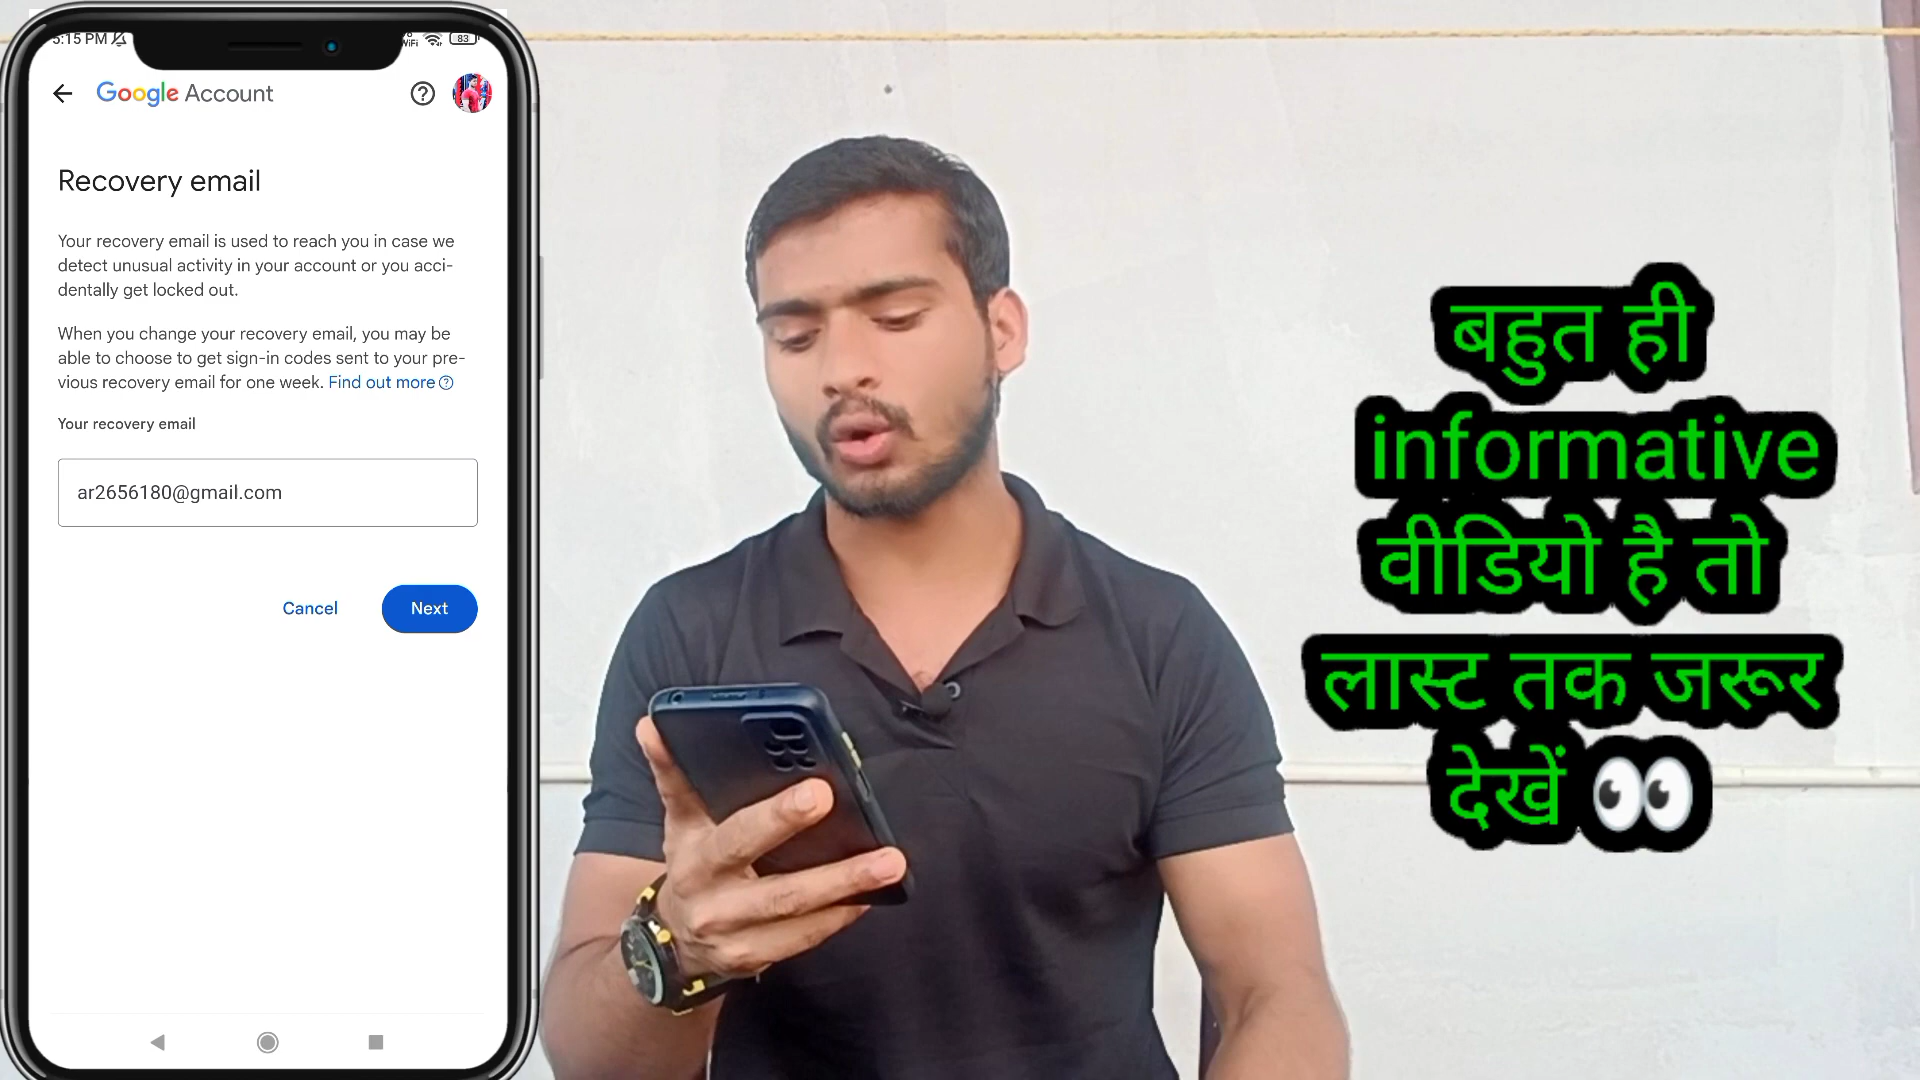 5:15 PM
WiFi
83
Google Account
Recovery email
Your recovery email is used to reach you in case we
detect unusual activity in your account or you acci-
dentally get locked out.
When you change your recovery email, you may be
able to choose to get sign-in codes sent to your pre-
vious recovery email for one week. Find out more
Your recovery email
ar2656180@gmail.com
Cancel
Next
बहुत ही
informative
वीडियो है तो
लास्ट तक जरूर
देखें 👀